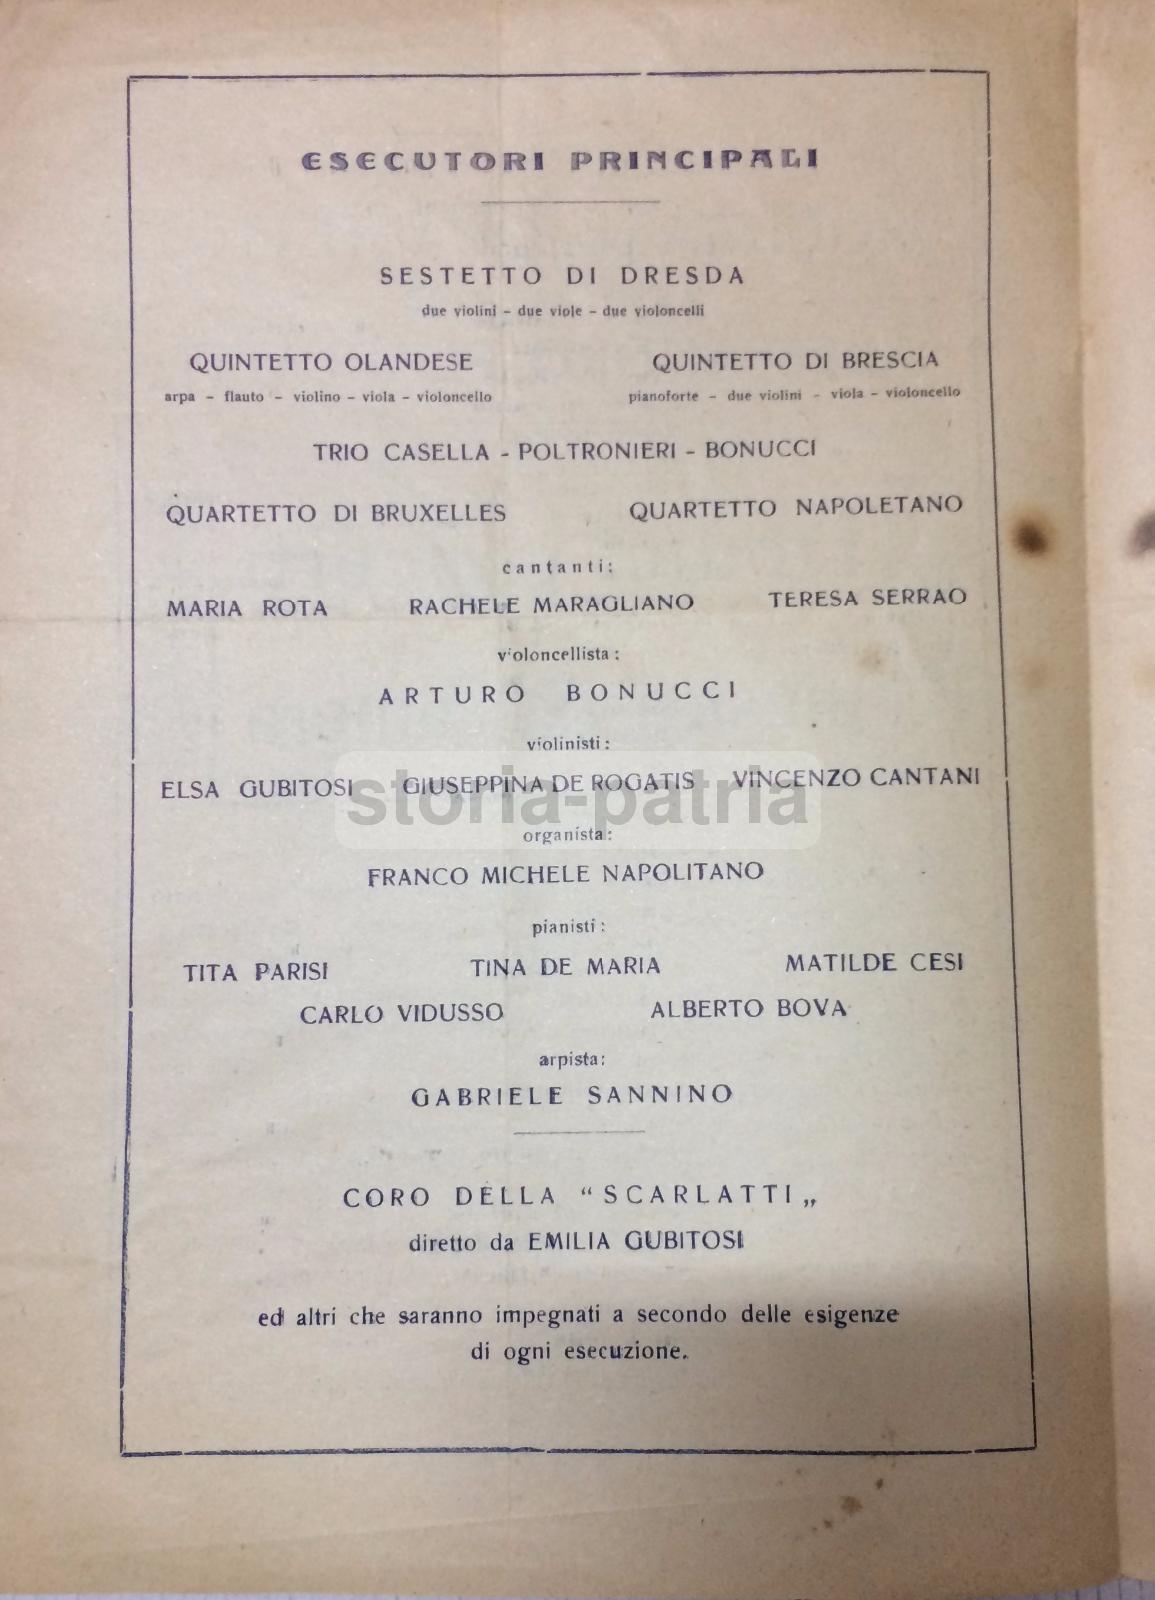 ESECUTORI PRINCIPALI
SESTETTO DI DRESDA
due violini - due viole - due violoncelli
QUINTETTO OLANDESE QUINTETTO DI BRESCIA
arpa - flauto - violino - viola - violoncello pianoforte - due violini - viola - violoncello
TRIO CASELLA - POLTRONIERI - BONUCCI
QUARTETTO DI BRUXELLES QUARTETTO NAPOLETANO
cantanti:
MARIA ROTA RACHELE MARAGLIANO TERESA SERRAO
violoncellista:
ARTURO BONUCCI
violinisti:
ELSA GUBITOSI GIUSEPPINA DE ROGATIS VINCENZO CANTANI
storia-patria
organista:
FRANCO MICHELE NAPOLITANO
pianisti:
TITA PARISI TINA DE MARIA MATILDE CESI
CARLO VIDUSSO ALBERTO BOVA
arpista:
GABRIELE SANNINO
CORO DELLA “SCARLATTI„
diretto da EMILIA GUBITOSI
ed altri che saranno impegnati a secondo delle esigenze
di ogni esecuzione.